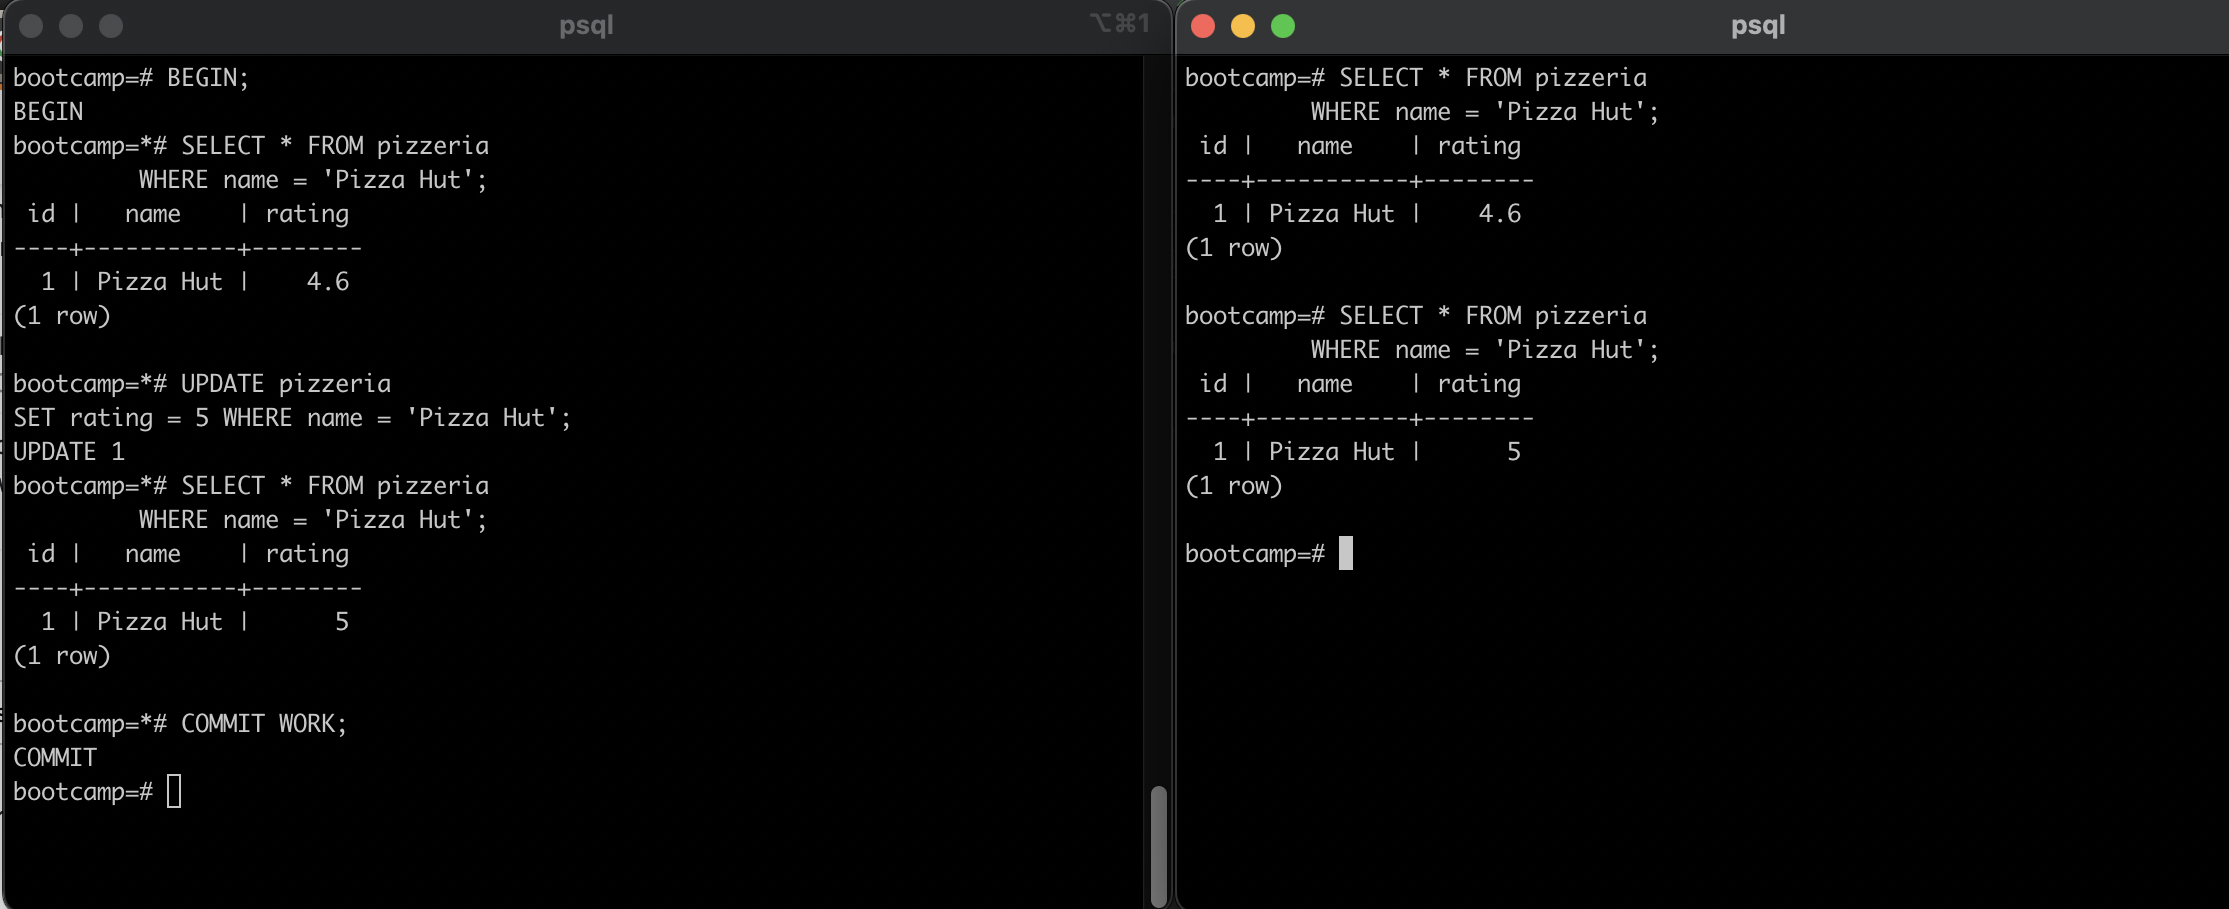 psql
⌥⌘1
bootcamp=# BEGIN;
BEGIN
bootcamp=*# SELECT * FROM pizzeria
         WHERE name = 'Pizza Hut';
 id |   name    | rating
----+-----------+--------
  1 | Pizza Hut |    4.6
(1 row)

bootcamp=*# UPDATE pizzeria
SET rating = 5 WHERE name = 'Pizza Hut';
UPDATE 1
bootcamp=*# SELECT * FROM pizzeria
         WHERE name = 'Pizza Hut';
 id |   name    | rating
----+-----------+--------
  1 | Pizza Hut |      5
(1 row)

bootcamp=*# COMMIT WORK;
COMMIT
bootcamp=#
psql
bootcamp=# SELECT * FROM pizzeria
         WHERE name = 'Pizza Hut';
 id |   name    | rating
----+-----------+--------
  1 | Pizza Hut |    4.6
(1 row)

bootcamp=# SELECT * FROM pizzeria
         WHERE name = 'Pizza Hut';
 id |   name    | rating
----+-----------+--------
  1 | Pizza Hut |      5
(1 row)

bootcamp=#